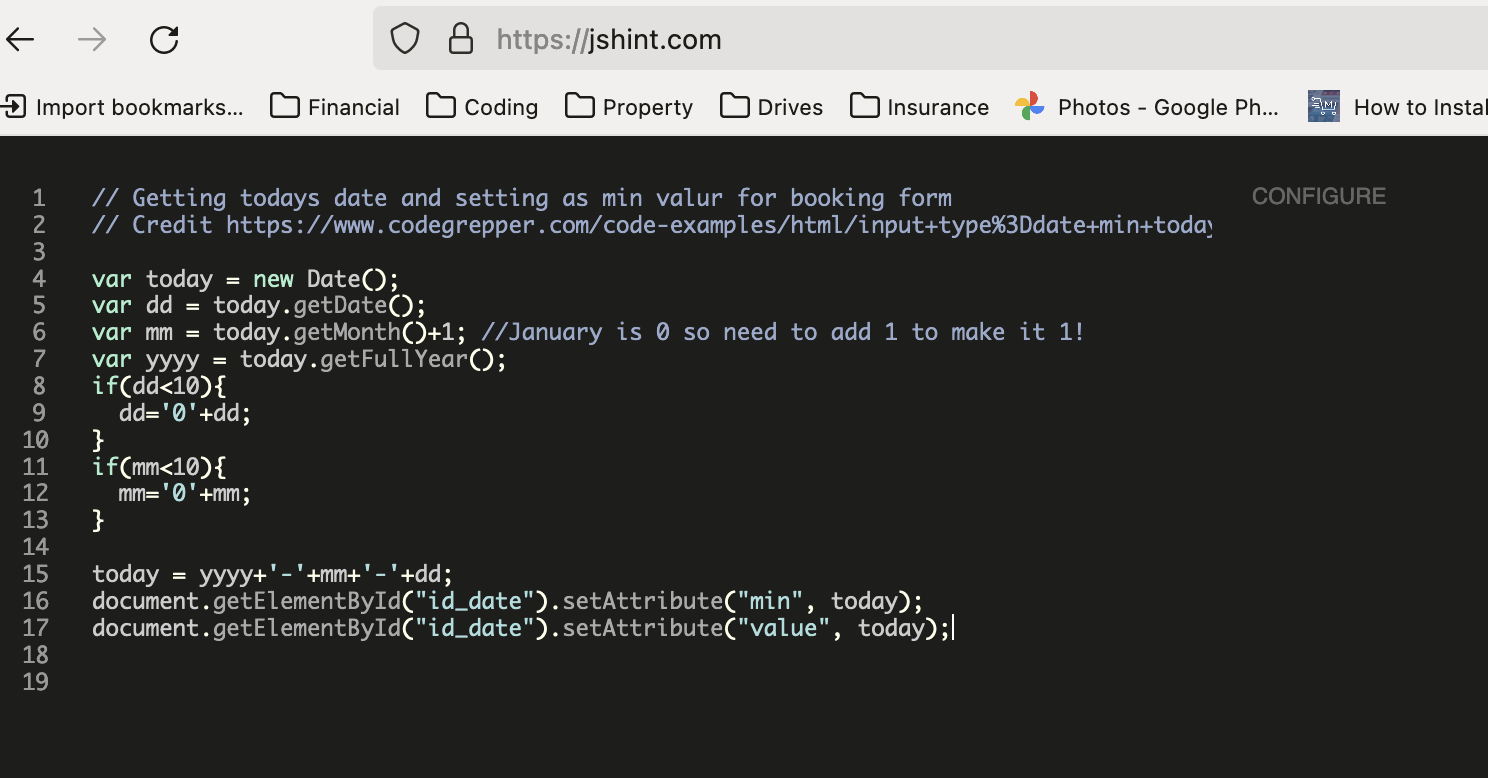 https://jshint.com
Import bookmarks... Financial Coding Property Drives Insurance Photos - Google Ph... How to Instal
CONFIGURE
1 // Getting todays date and setting as min valur for booking form
2 // Credit https://www.codegrepper.com/code-examples/html/input+type%3Ddate+min+today
3
4 var today = new Date();
5 var dd = today.getDate();
6 var mm = today.getMonth()+1; //January is 0 so need to add 1 to make it 1!
7 var yyyy = today.getFullYear();
8 if(dd<10){
9   dd='0'+dd;
10 }
11 if(mm<10){
12   mm='0'+mm;
13 }
14
15 today = yyyy+'-'+mm+'-'+dd;
16 document.getElementById("id_date").setAttribute("min", today);
17 document.getElementById("id_date").setAttribute("value", today);
18
19